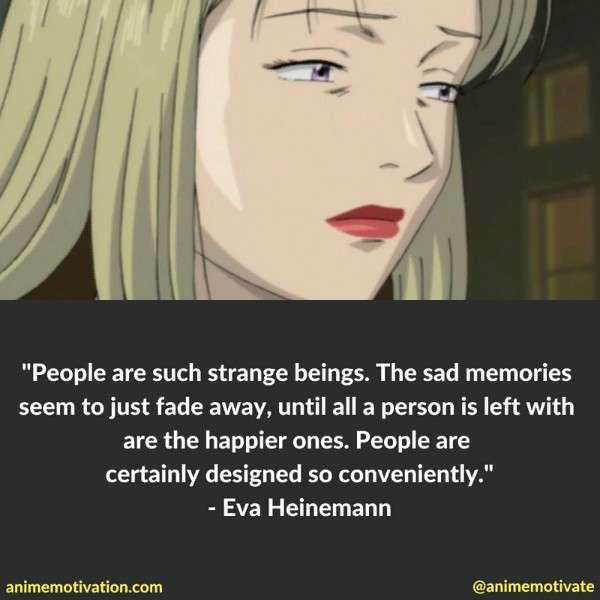 "People are such strange beings. The sad memories
seem to just fade away, until all a person is left with
are the happier ones. People are
certainly designed so conveniently."
- Eva Heinemann
animemotivation.com
@animemotivate